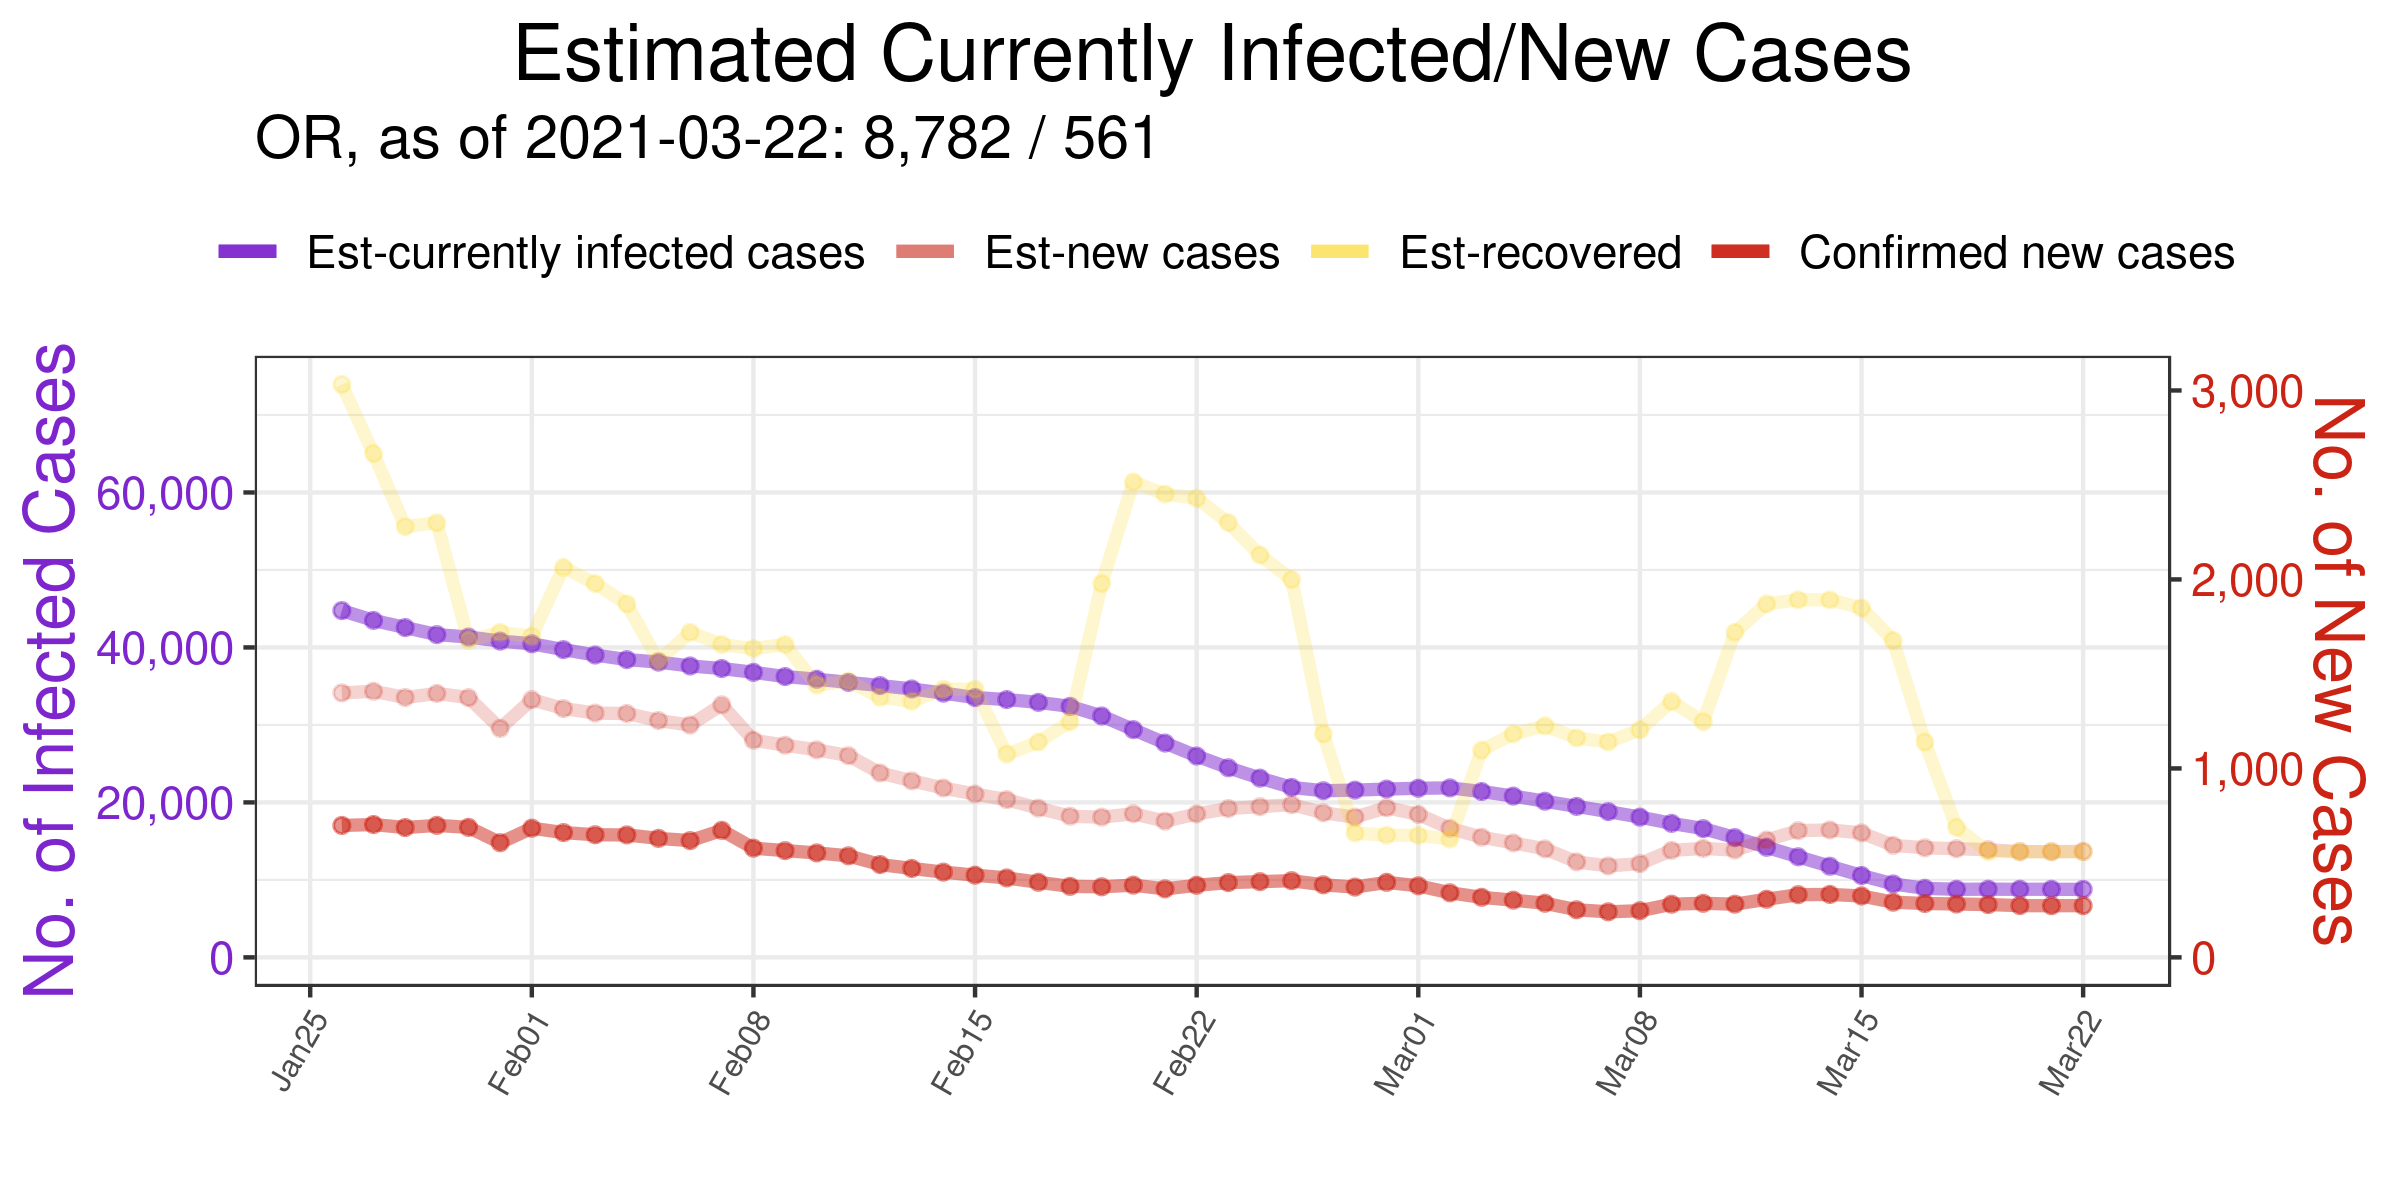 Estimated Currently Infected/New Cases
OR, as of 2021-03-22: 8,782 / 561
Est-currently infected cases Est-new cases Est-recovered Confirmed new cases
No. of Infected Cases
60,000
40,000
20,000
0
3,000
2,000
1,000
0
No. of New Cases
Jan25 Feb01 Feb08 Feb15 Feb22 Mar01 Mar08 Mar15 Mar22